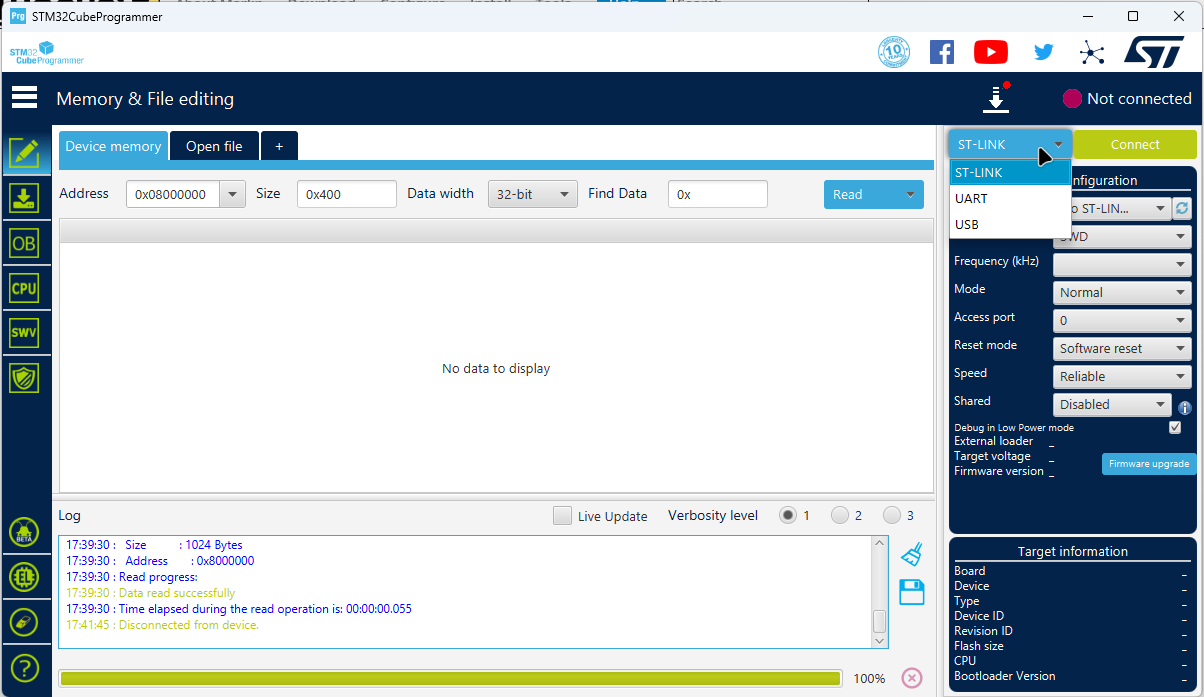 Prg STM32CubeProgrammer
STM32
CubeProgrammer
10
YEARS
ST
Memory & File editing
Not connected
Device memory
Open file
+
ST-LINK
Connect
Address
0x08000000
Size
0x400
Data width
32-bit
Find Data
0x
Read
ST-LINK
UART
USB
onfiguration
o ST-LIN...
WD
Frequency (kHz)
Mode
Normal
Access port
0
Reset mode
Software reset
Speed
Reliable
Shared
Disabled
Debug in Low Power mode
External loader _
Target voltage _
Firmware version _
Firmware upgrade
OB
CPU
SWV
BETA
EL
?
No data to display
Log
Live Update
Verbosity level
1
2
3
17:39:30 : Size : 1024 Bytes
17:39:30 : Address : 0x8000000
17:39:30 : Read progress:
17:39:30 : Data read successfully
17:39:30 : Time elapsed during the read operation is: 00:00:00.055
17:41:45 : Disconnected from device.
100%
Target information
Board _
Device _
Type _
Device ID _
Revision ID _
Flash size _
CPU _
Bootloader Version _